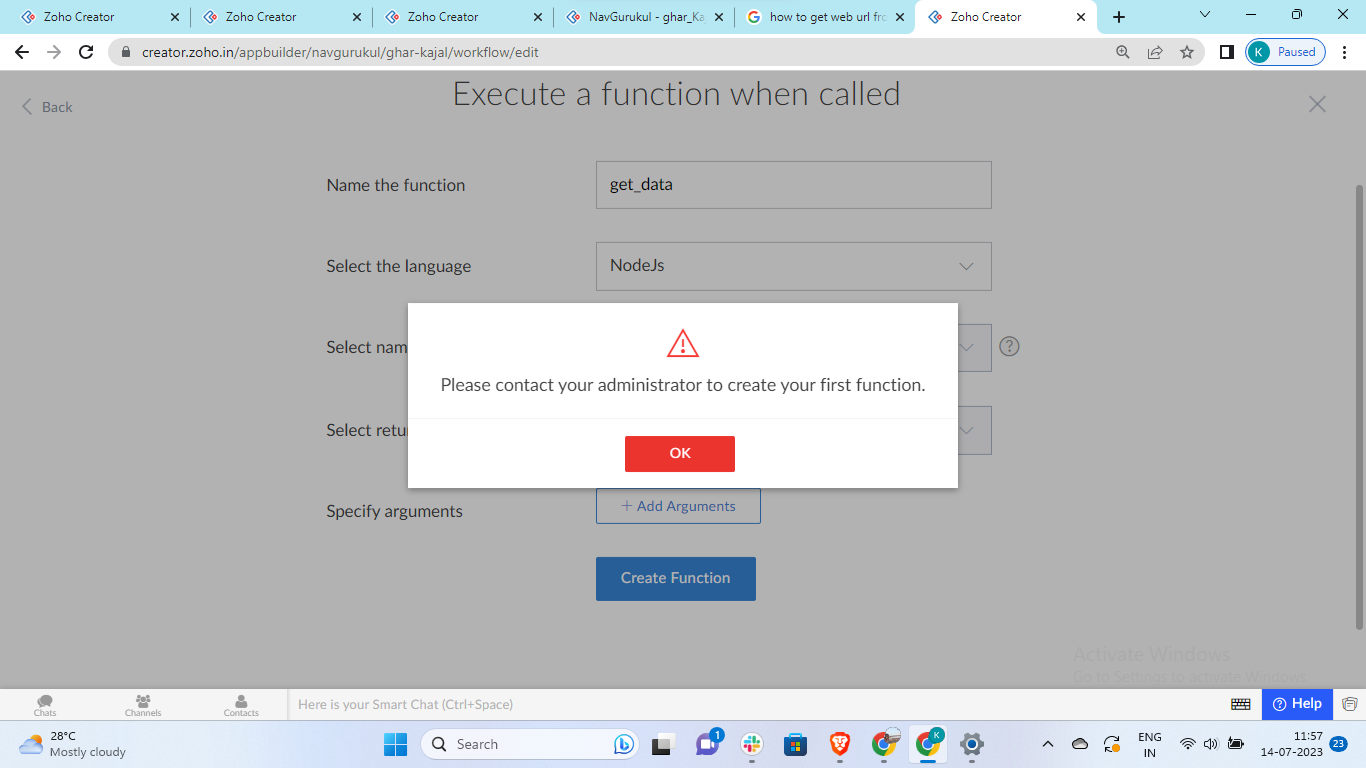 Zoho Creator
Zoho Creator
Zoho Creator
NavGurukul - ghar_Ka
how to get web url fro
Zoho Creator
creator.zoho.in/appbuilder/navgurukul/ghar-kajal/workflow/edit
K Paused
Back
Execute a function when called
Name the function
get_data
Select the language
NodeJs
Select nam
Please contact your administrator to create your first function.
Select retu
OK
Specify arguments
+ Add Arguments
Create Function
Activate Windows
Go to Settings to activate Windows.
Chats
Channels
Contacts
Here is your Smart Chat (Ctrl+Space)
Help
28°C
Mostly cloudy
Search
1
K
ENG
IN
11:57
14-07-2023
23